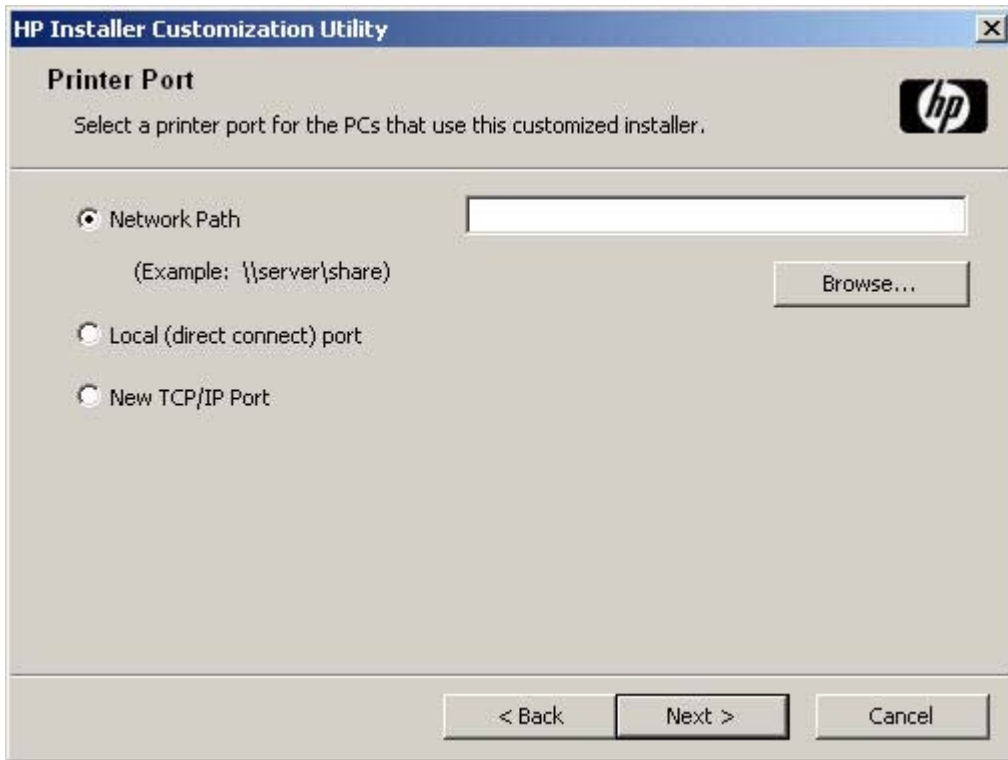 HP Installer Customization Utility
Printer Port
Select a printer port for the PCs that use this customized installer.
hp
Network Path
(Example: \\server\share)
Browse...
Local (direct connect) port
New TCP/IP Port
< Back
Next >
Cancel